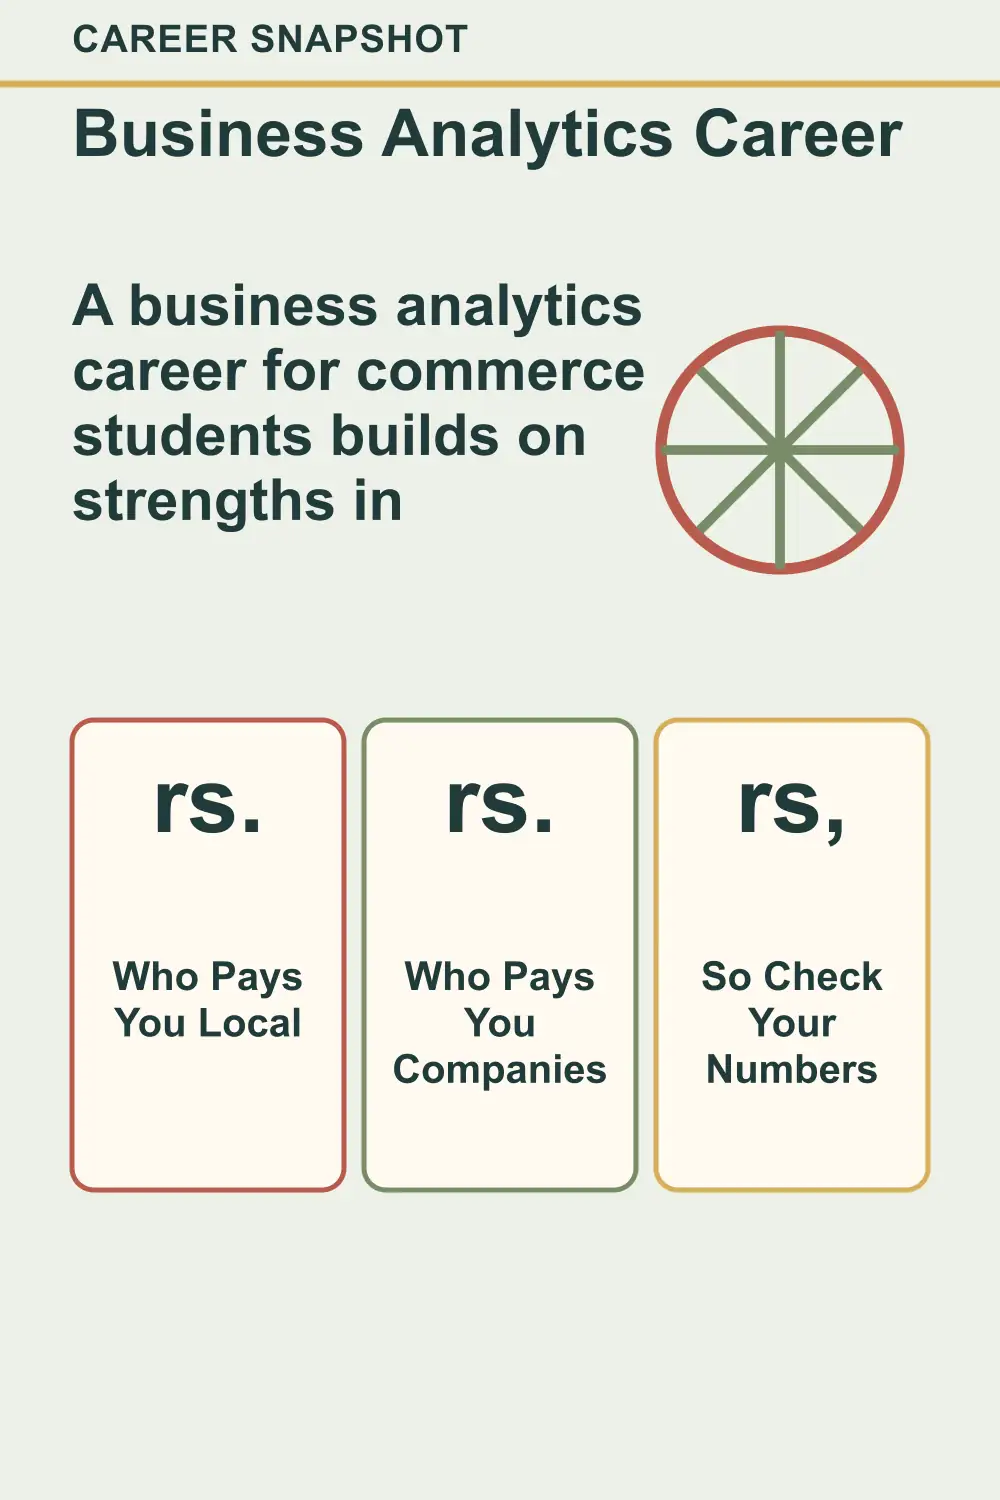 CAREER SNAPSHOT
Business Analytics Career
A business analytics
career for commerce
students builds on
strengths in
rs.
Who Pays
You Local
rs.
Who Pays
You
Companies
rs,
So Check
Your
Numbers